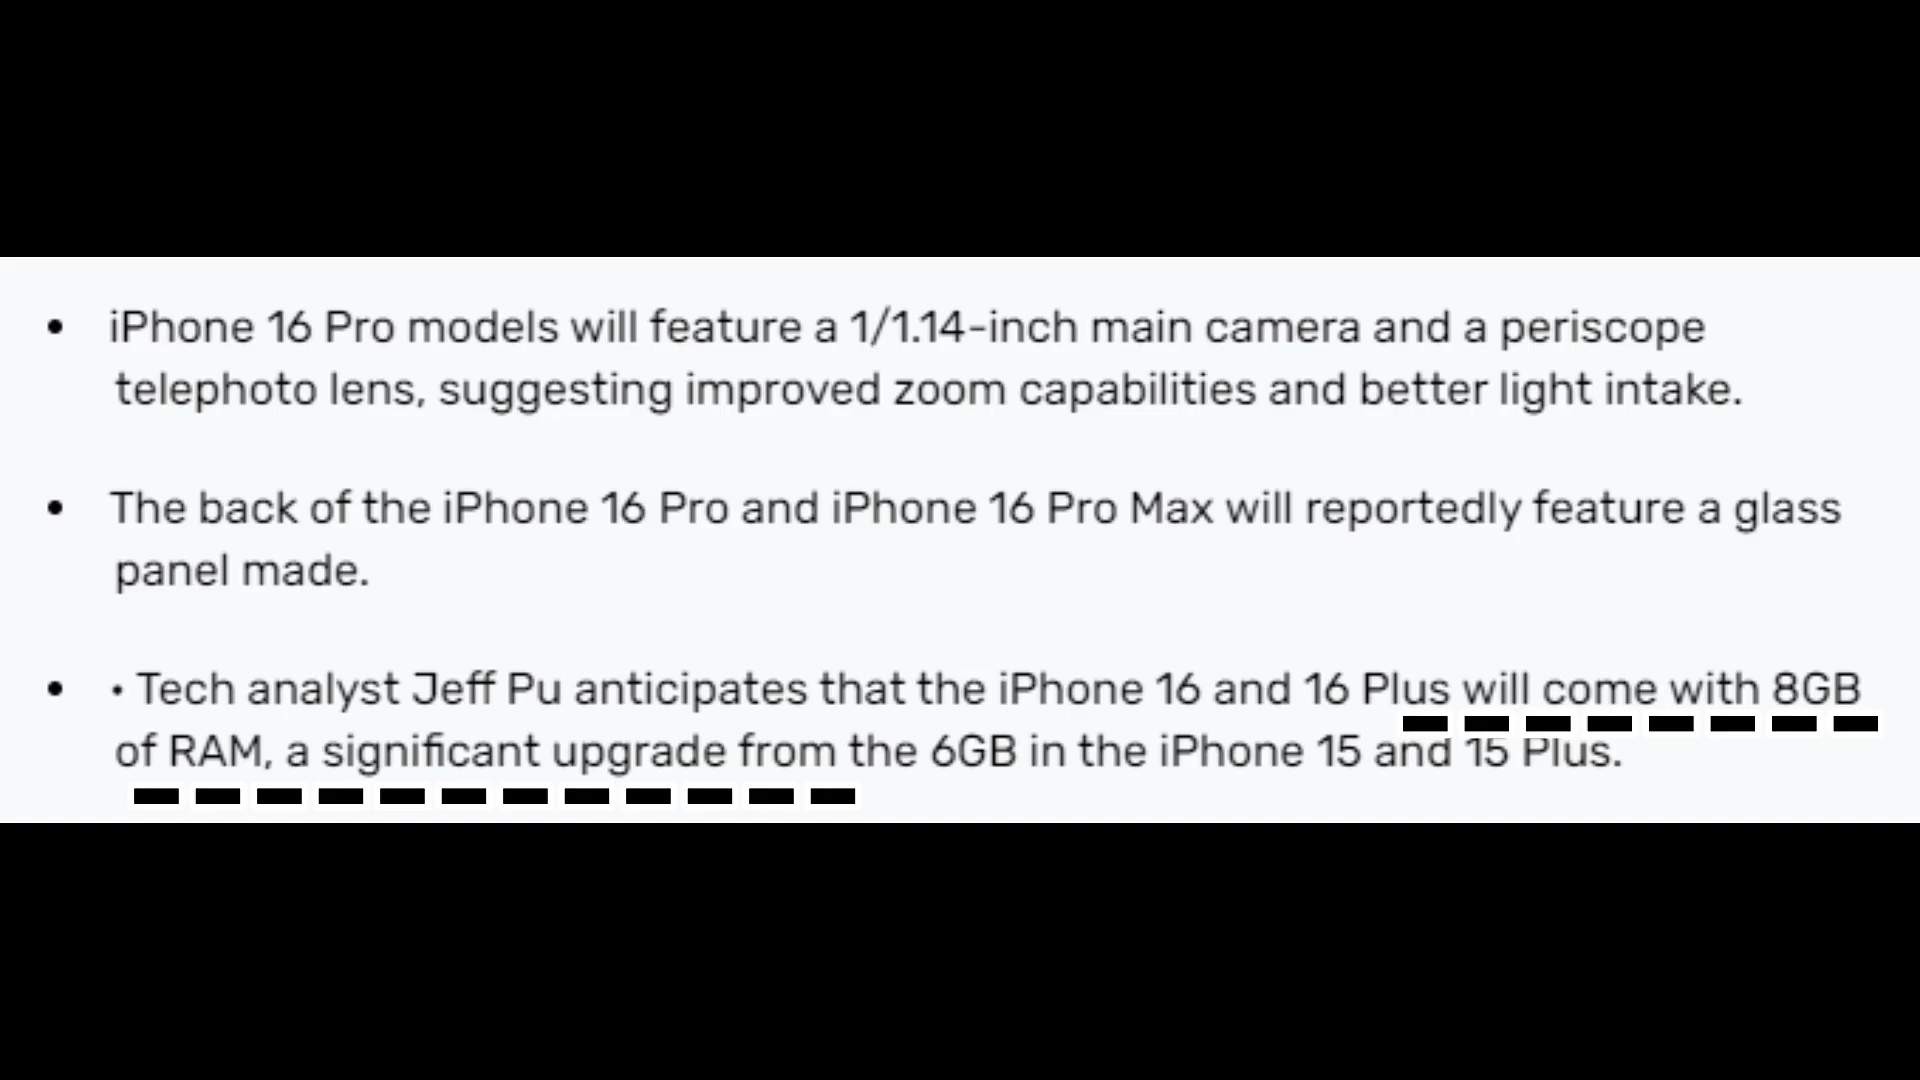 • iPhone 16 Pro models will feature a 1/1.14-inch main camera and a periscope
telephoto lens, suggesting improved zoom capabilities and better light intake.
• The back of the iPhone 16 Pro and iPhone 16 Pro Max will reportedly feature a glass
panel made.
• • Tech analyst Jeff Pu anticipates that the iPhone 16 and 16 Plus will come with 8GB
of RAM, a significant upgrade from the 6GB in the iPhone 15 and 15 Plus.